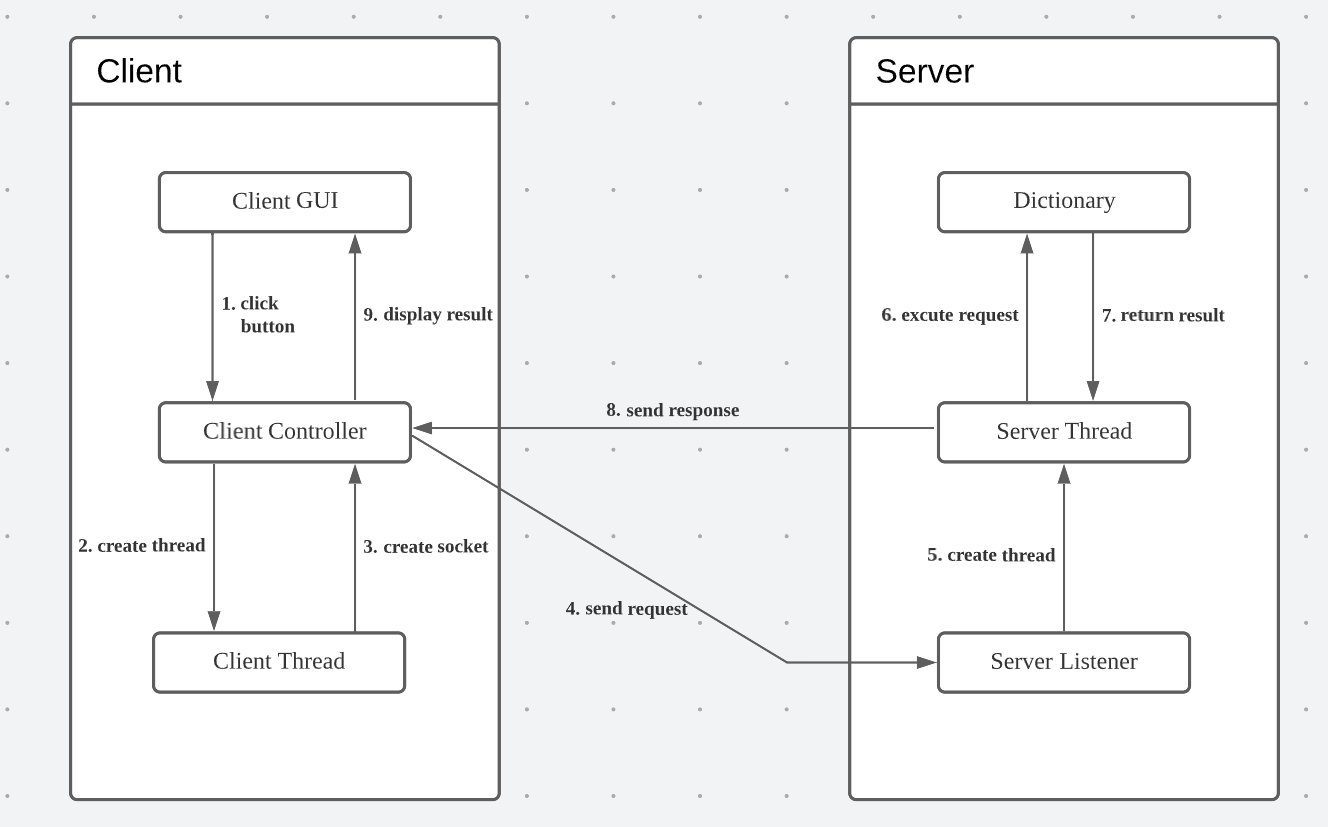 Client
Server
Client GUI
Dictionary
1. click
button
9. display result
6. excute request
7. return result
8. send response
Client Controller
Server Thread
2. create thread
3. create socket
5. create thread
4. send request
Client Thread
Server Listener